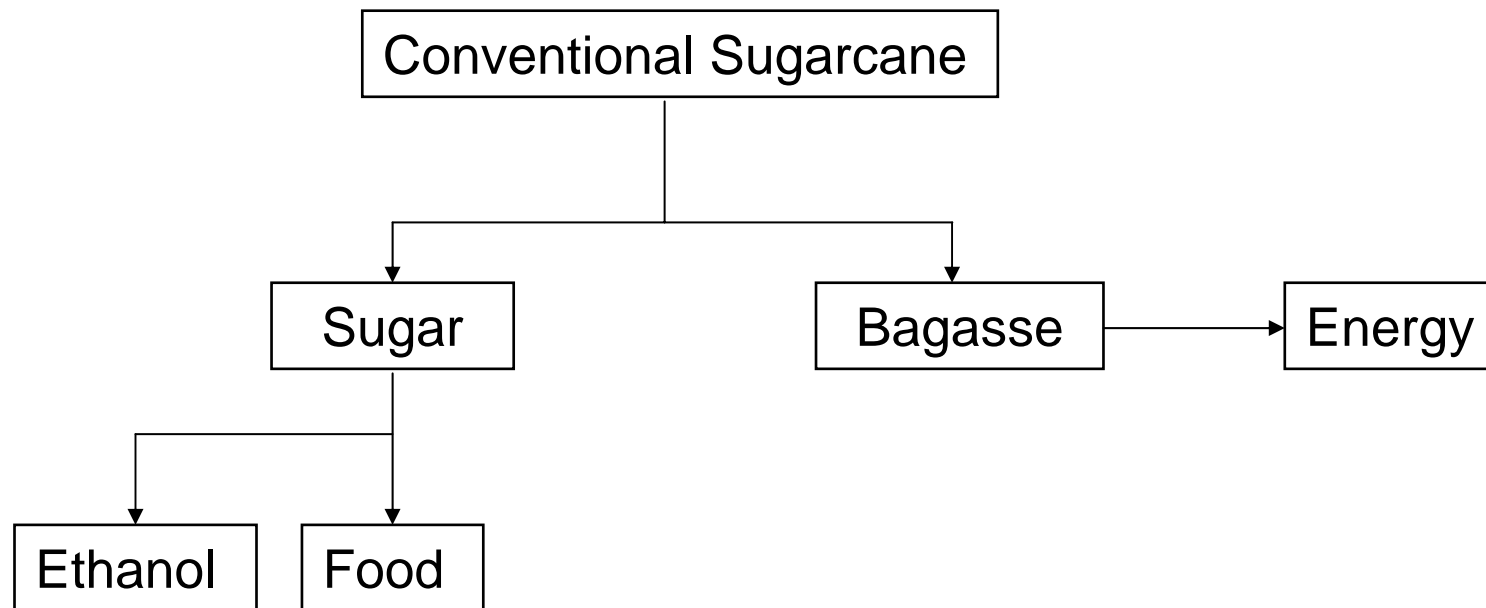 Conventional Sugarcane
Sugar
Bagasse
Energy
Ethanol
Food